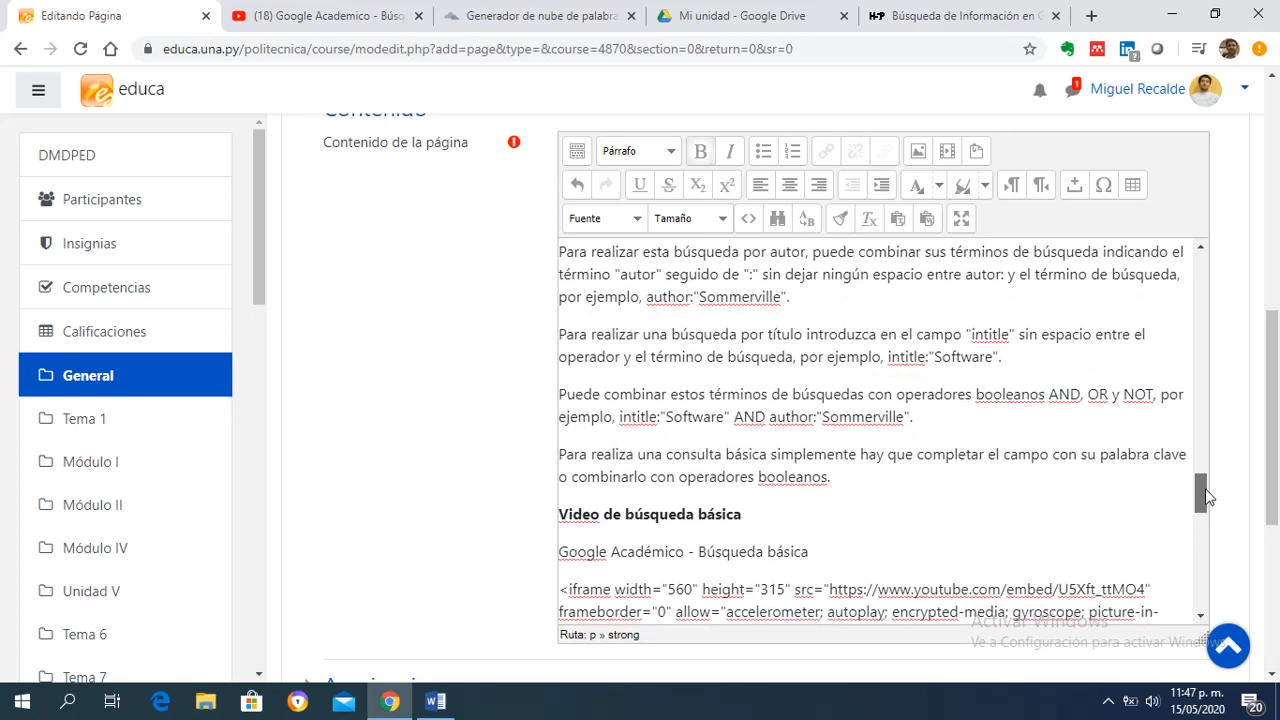 Editando Página
(18) Google Academico - Búsq
Generador de nube de palabra
Mi unidad - Google Drive
Búsqueda de Información en G
educa.una.py/politecnica/course/modedit.php?add=page&type=&course=4870&section=0&return=0&sr=0
educa
1
Miguel Recalde
DMDPED
Participantes
Insignias
Competencias
Calificaciones
General
Tema 1
Módulo I
Módulo II
Módulo IV
Unidad V
Tema 6
Tema 7
Contenido
Contenido de la página
Párrafo
Fuente
Tamaño
Para realizar esta búsqueda por autor, puede combinar sus términos de búsqueda indicando el
término "autor" seguido de ":" sin dejar ningún espacio entre autor: y el término de búsqueda,
por ejemplo, author:"Sommerville".
Para realizar una búsqueda por título introduzca en el campo "intitle" sin espacio entre el
operador y el término de búsqueda, por ejemplo, intitle:"Software".
Puede combinar estos términos de búsquedas con operadores booleanos AND, OR y NOT, por
ejemplo, intitle:"Software" AND author:"Sommerville".
Para realiza una consulta básica simplemente hay que completar el campo con su palabra clave
o combinarlo con operadores booleanos.
Video de búsqueda básica
Google Académico - Búsqueda básica
<iframe width="560" height="315" src="https://www.youtube.com/embed/U5Xft_ttMO4"
frameborder="0" allow="accelerometer; autoplay; encrypted-media; gyroscope; picture-in-
Ruta: p » strong
Activar Windows
Ve a Configuración para activar Windows
11:47 p. m.
15/05/2020
20